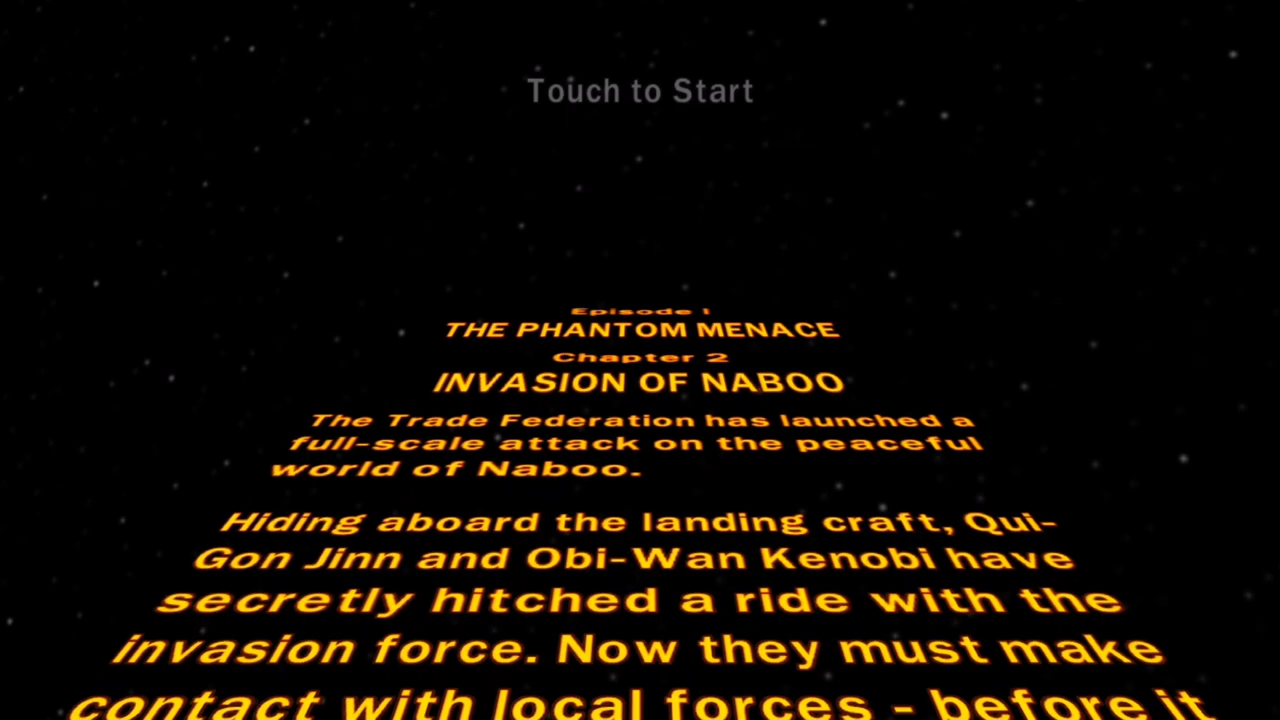 Touch to Start
Episode I
THE PHANTOM MENACE
Chapter 2
INVASION OF NABOO
The Trade Federation has launched a
full-scale attack on the peaceful
world of Naboo.
Hiding aboard the landing craft, Qui-
Gon Jinn and Obi-Wan Kenobi have
secretly hitched a ride with the
invasion force. Now they must make
contact with local forces - before it